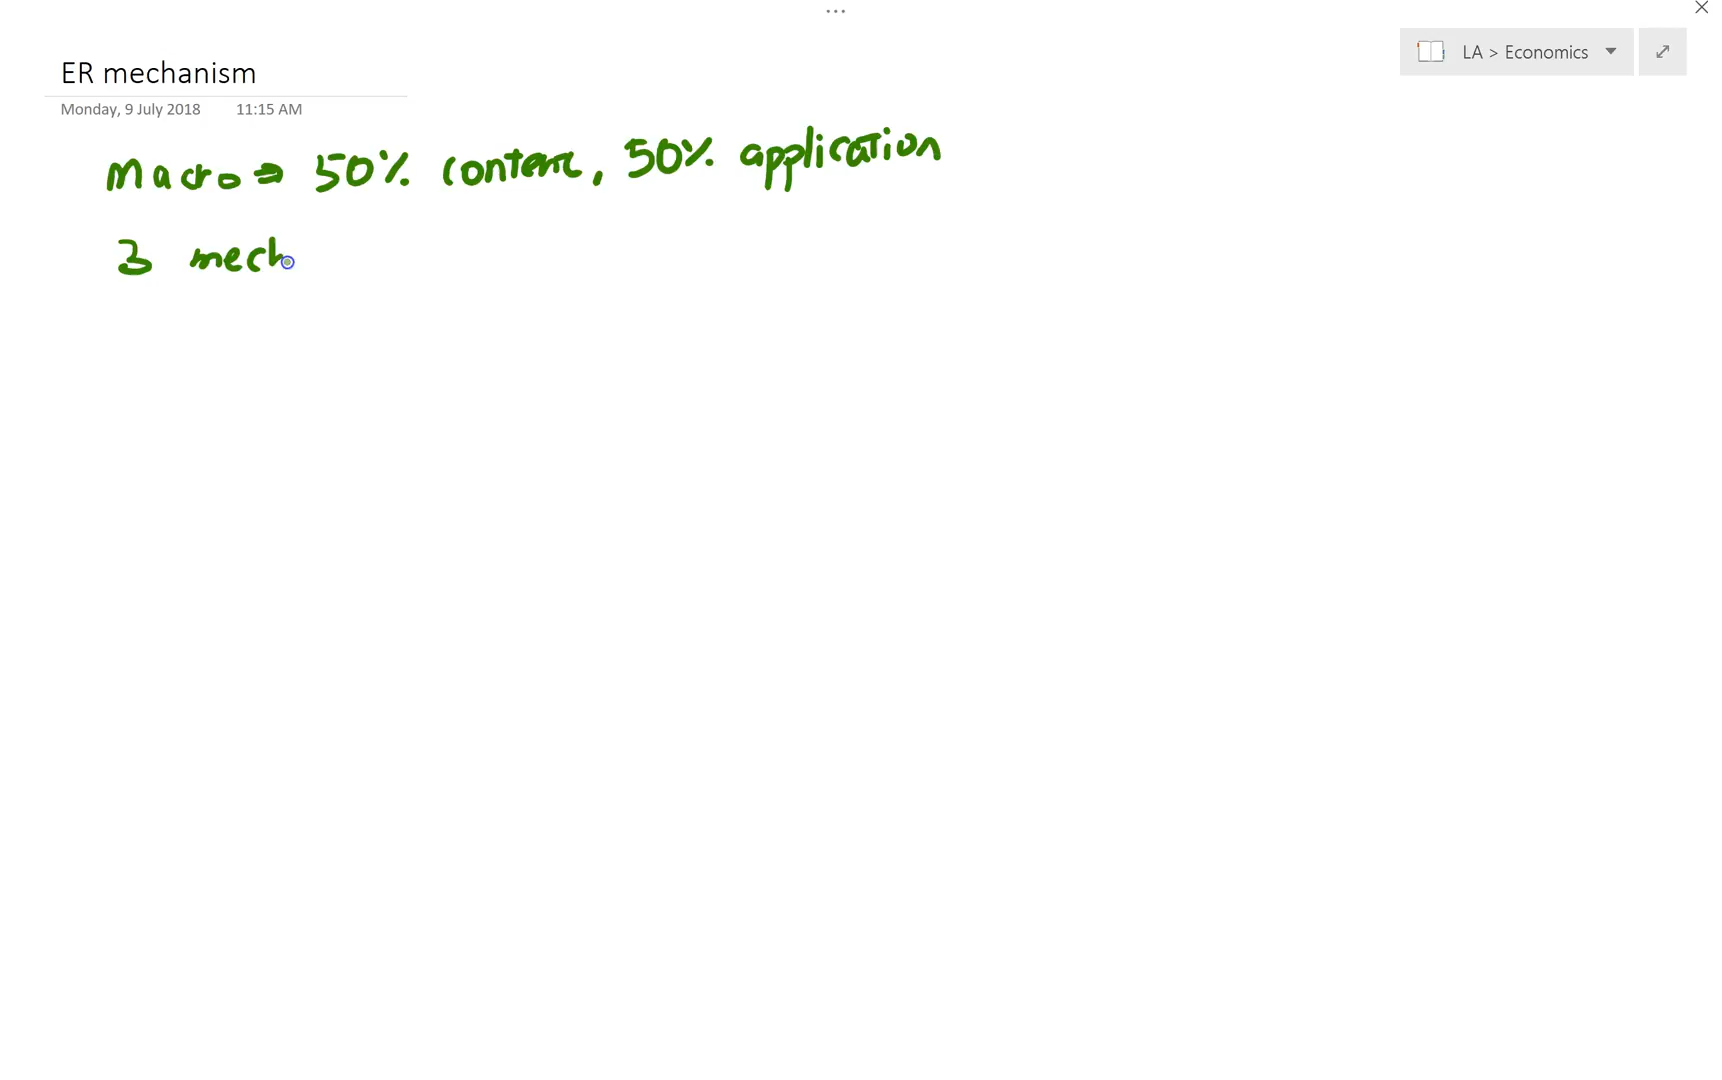 ER mechanism
LA > Economics
Monday, 9 July 2018 11:15 AM
Macro ⇒ 50% content, 50% application
3 mech